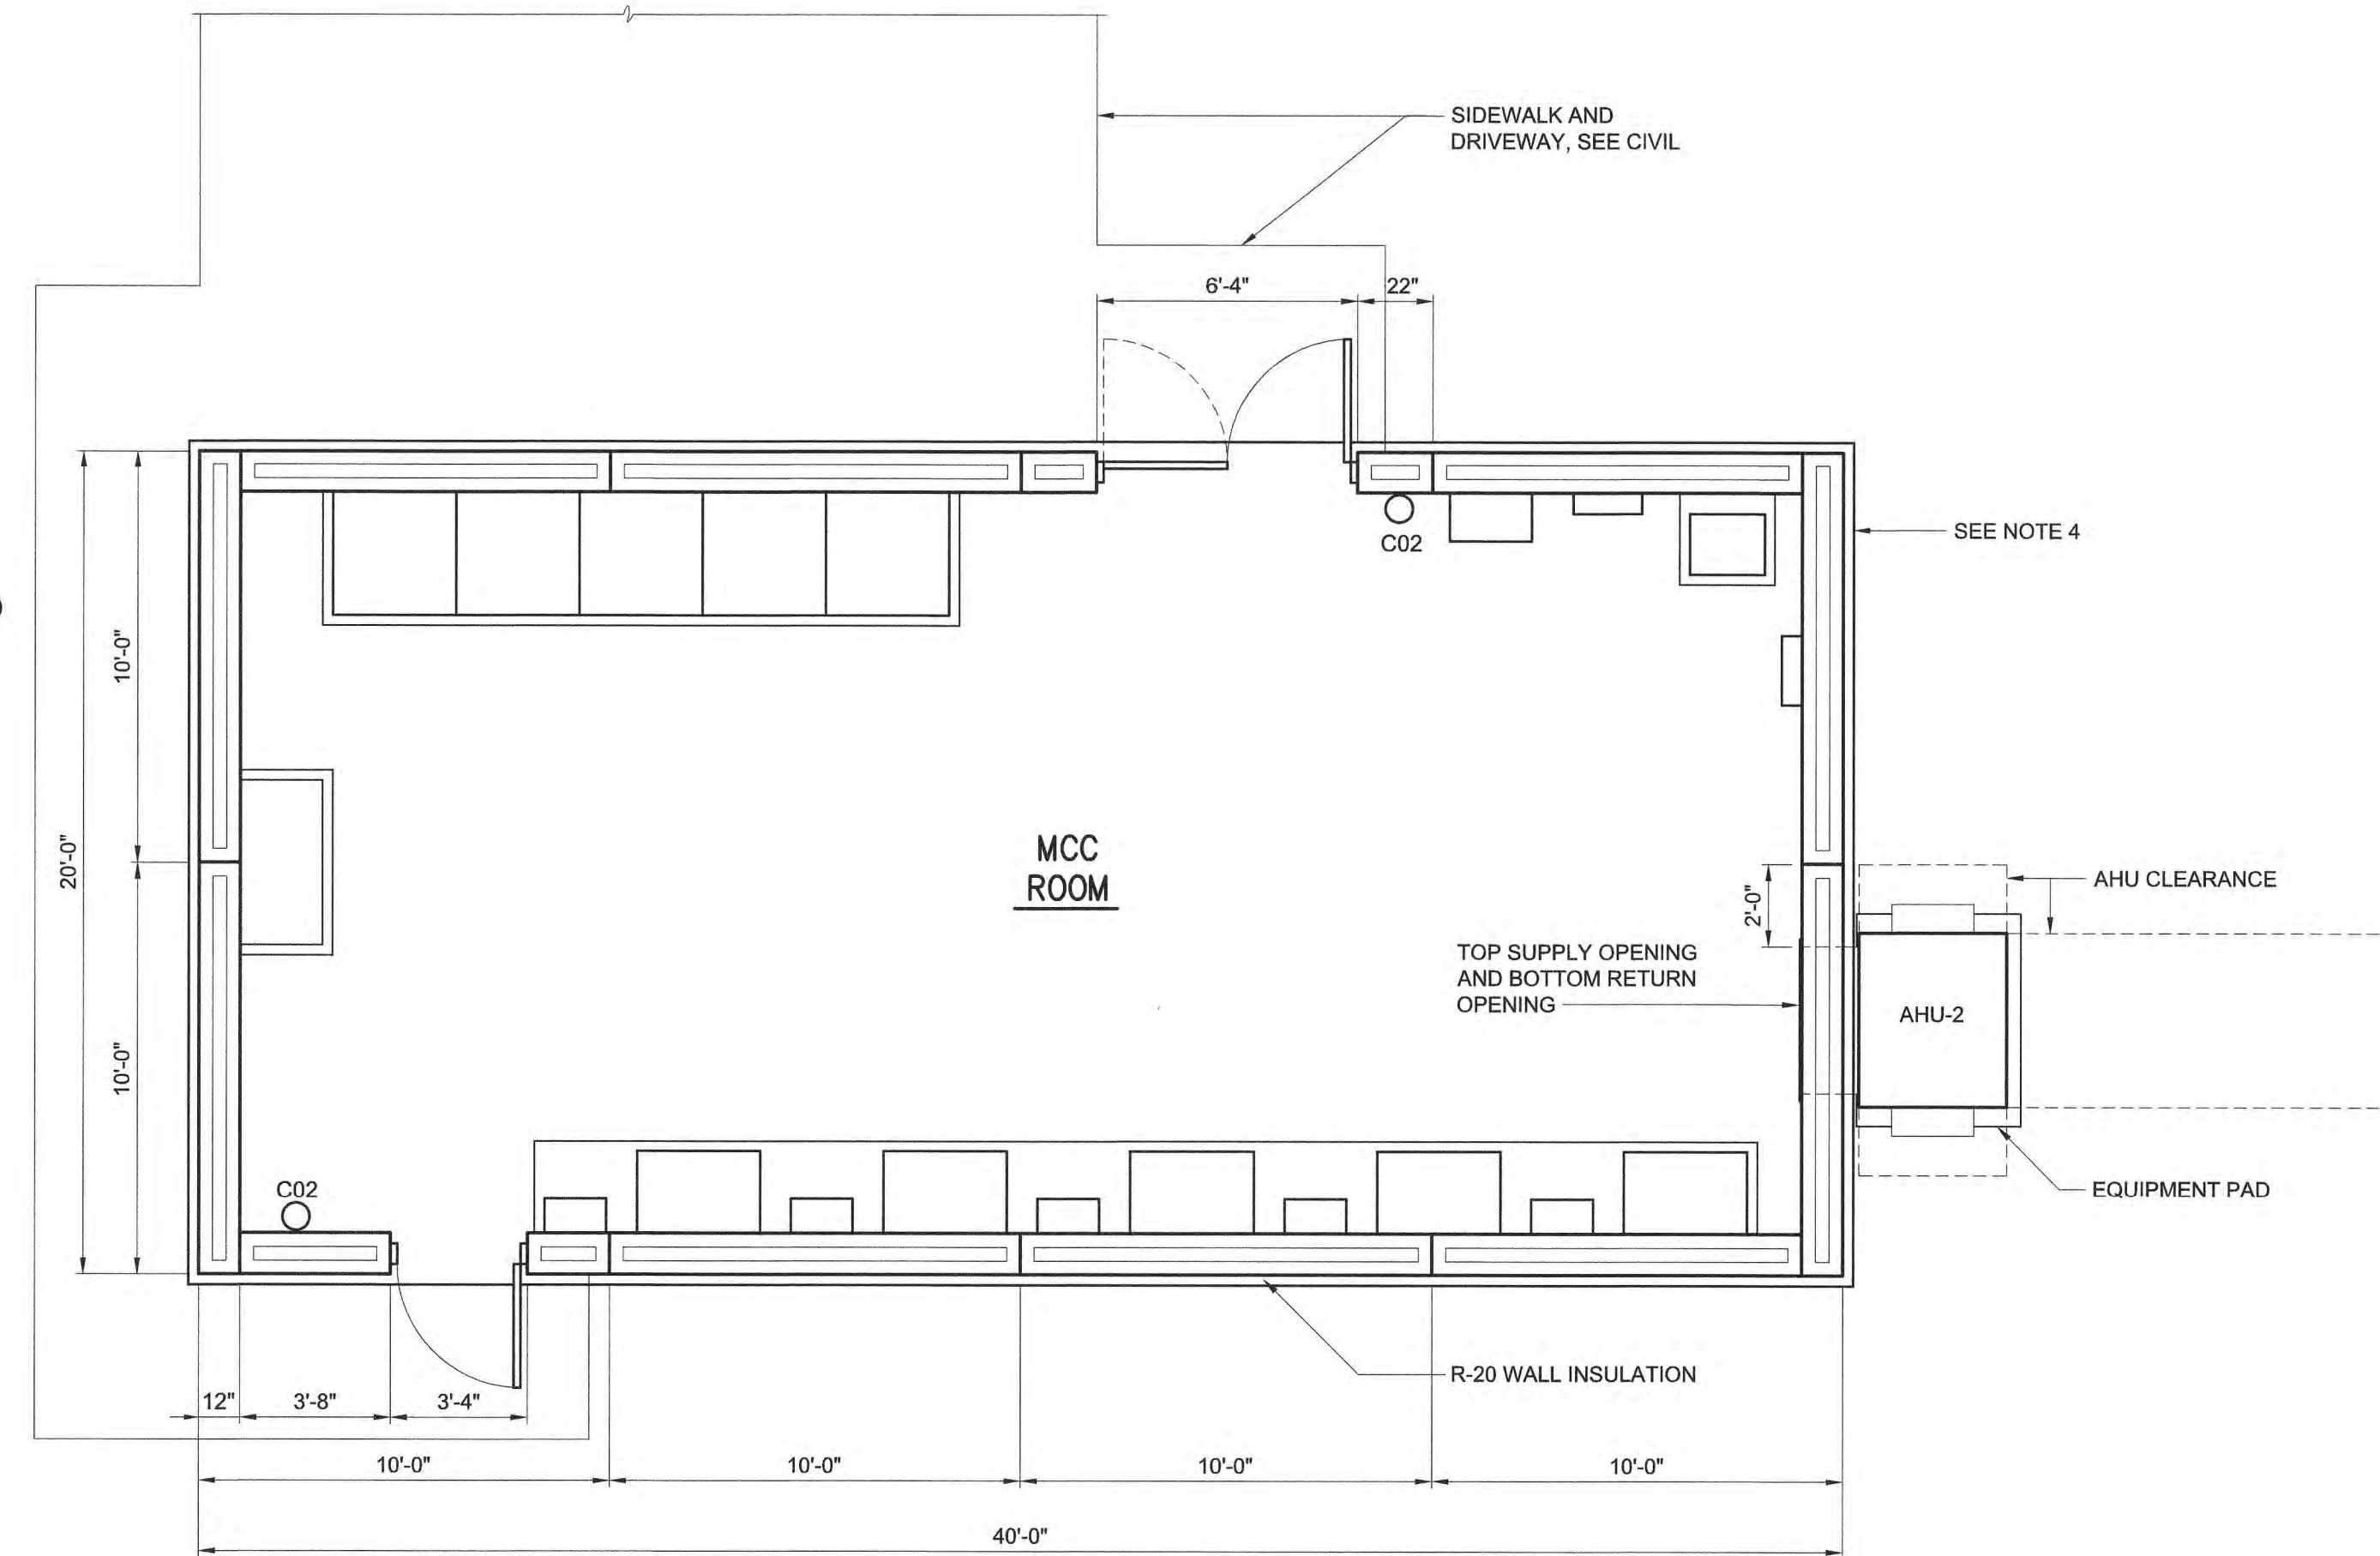 SIDEWALK AND
DRIVEWAY, SEE CIVIL
6'-4"
22"
C02
SEE NOTE 4
10'-0"
20'-0"
MCC
ROOM
2'-0"
AHU CLEARANCE
TOP SUPPLY OPENING
AND BOTTOM RETURN
OPENING
AHU-2
10'-0"
C02
EQUIPMENT PAD
R-20 WALL INSULATION
12"
3'-8"
3'-4"
10'-0"
10'-0"
10'-0"
10'-0"
40'-0"